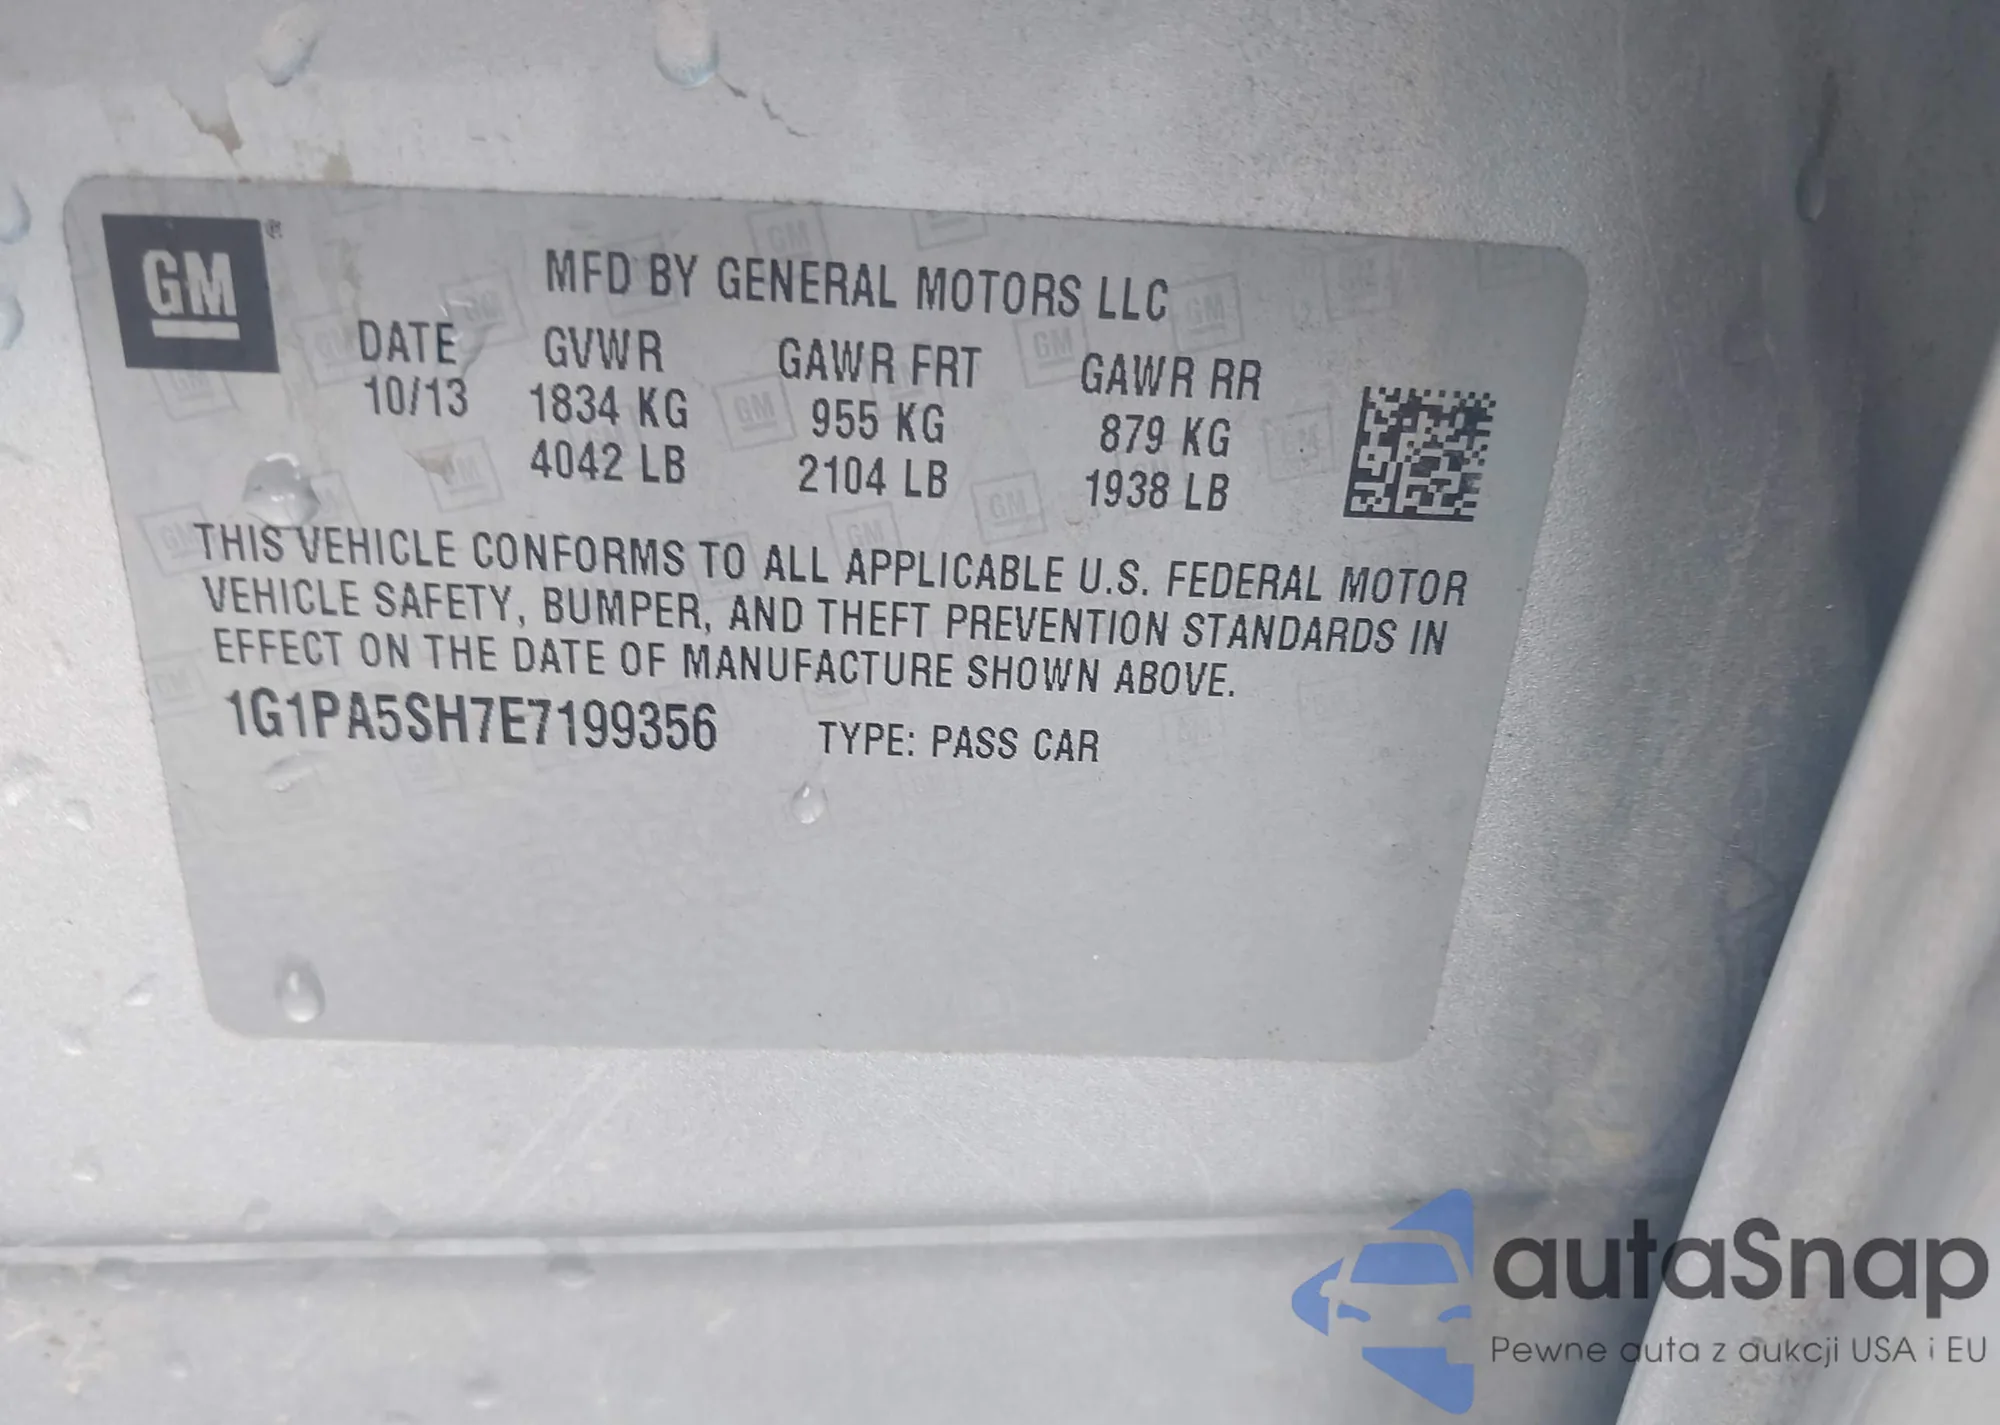 GM®
MFD BY GENERAL MOTORS LLC
DATE GVWR GAWR FRT GAWR RR
10/13 1834 KG 955 KG 879 KG
4042 LB 2104 LB 1938 LB
THIS VEHICLE CONFORMS TO ALL APPLICABLE U.S. FEDERAL MOTOR
VEHICLE SAFETY, BUMPER, AND THEFT PREVENTION STANDARDS IN
EFFECT ON THE DATE OF MANUFACTURE SHOWN ABOVE.
1G1PA5SH7E7199356 TYPE: PASS CAR
autaSnap
Pewne auta z aukcji USA i EU